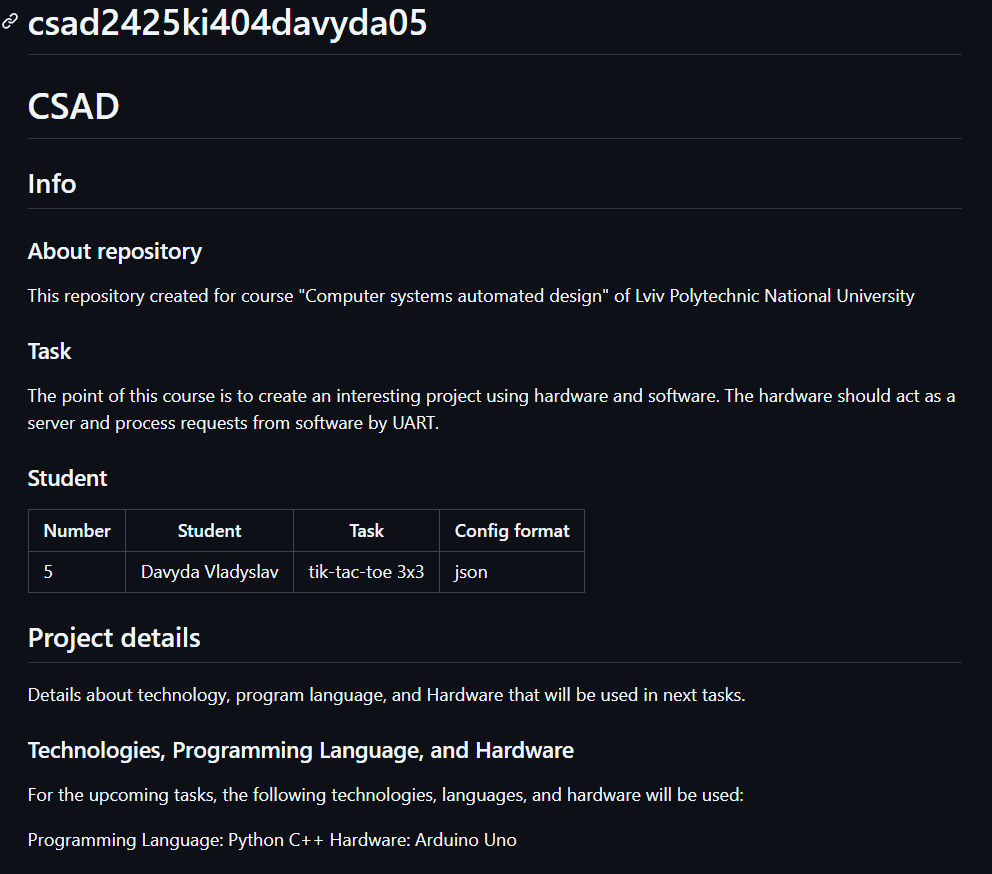 csad2425ki404davyda05
CSAD
Info
About repository
This repository created for course "Computer systems automated design" of Lviv Polytechnic National University
Task
The point of this course is to create an interesting project using hardware and software. The hardware should act as a
server and process requests from software by UART.
Student
Number Student Task Config format
5 Davyda Vladyslav tik-tac-toe 3x3 json
Project details
Details about technology, program language, and Hardware that will be used in next tasks.
Technologies, Programming Language, and Hardware
For the upcoming tasks, the following technologies, languages, and hardware will be used:
Programming Language: Python C++ Hardware: Arduino Uno